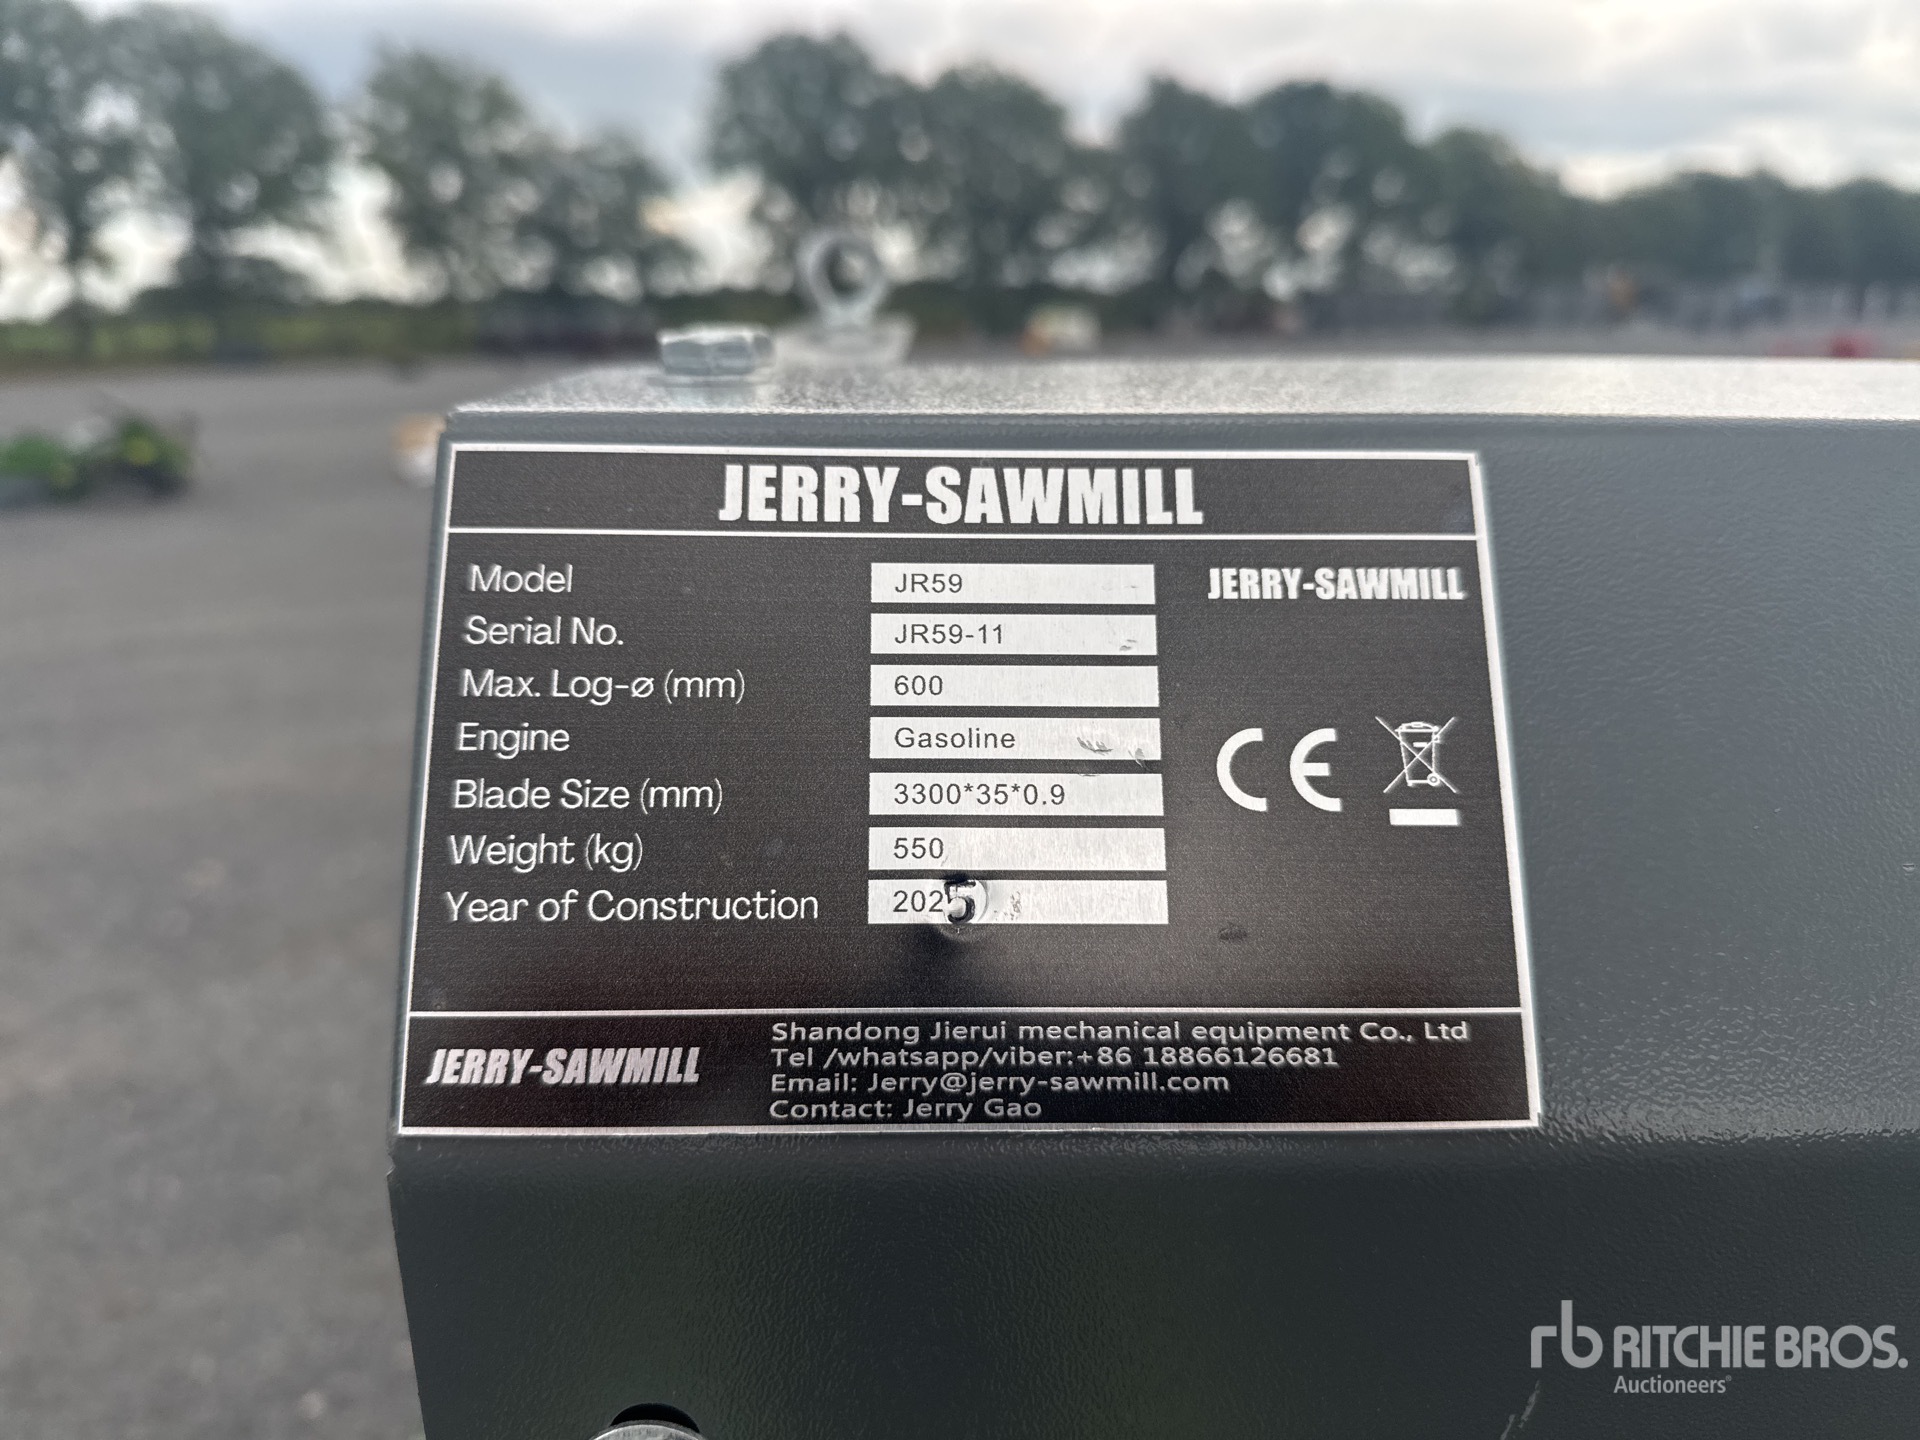 JERRY-SAWMILL
Model JR59 JERRY-SAWMILL
Serial No. JR59-11
Max. Log-ø (mm) 600
Engine Gasoline
Blade Size (mm) 3300*35*0.9
Weight (kg) 550
Year of Construction 2025
CE
JERRY-SAWMILL
Shandong Jierui mechanical equipment Co., Ltd
Tel /whatsapp/viber:+86 18866126681
Email: Jerry@jerry-sawmill.com
Contact: Jerry Gao
rb RITCHIE BROS.
Auctioneers®